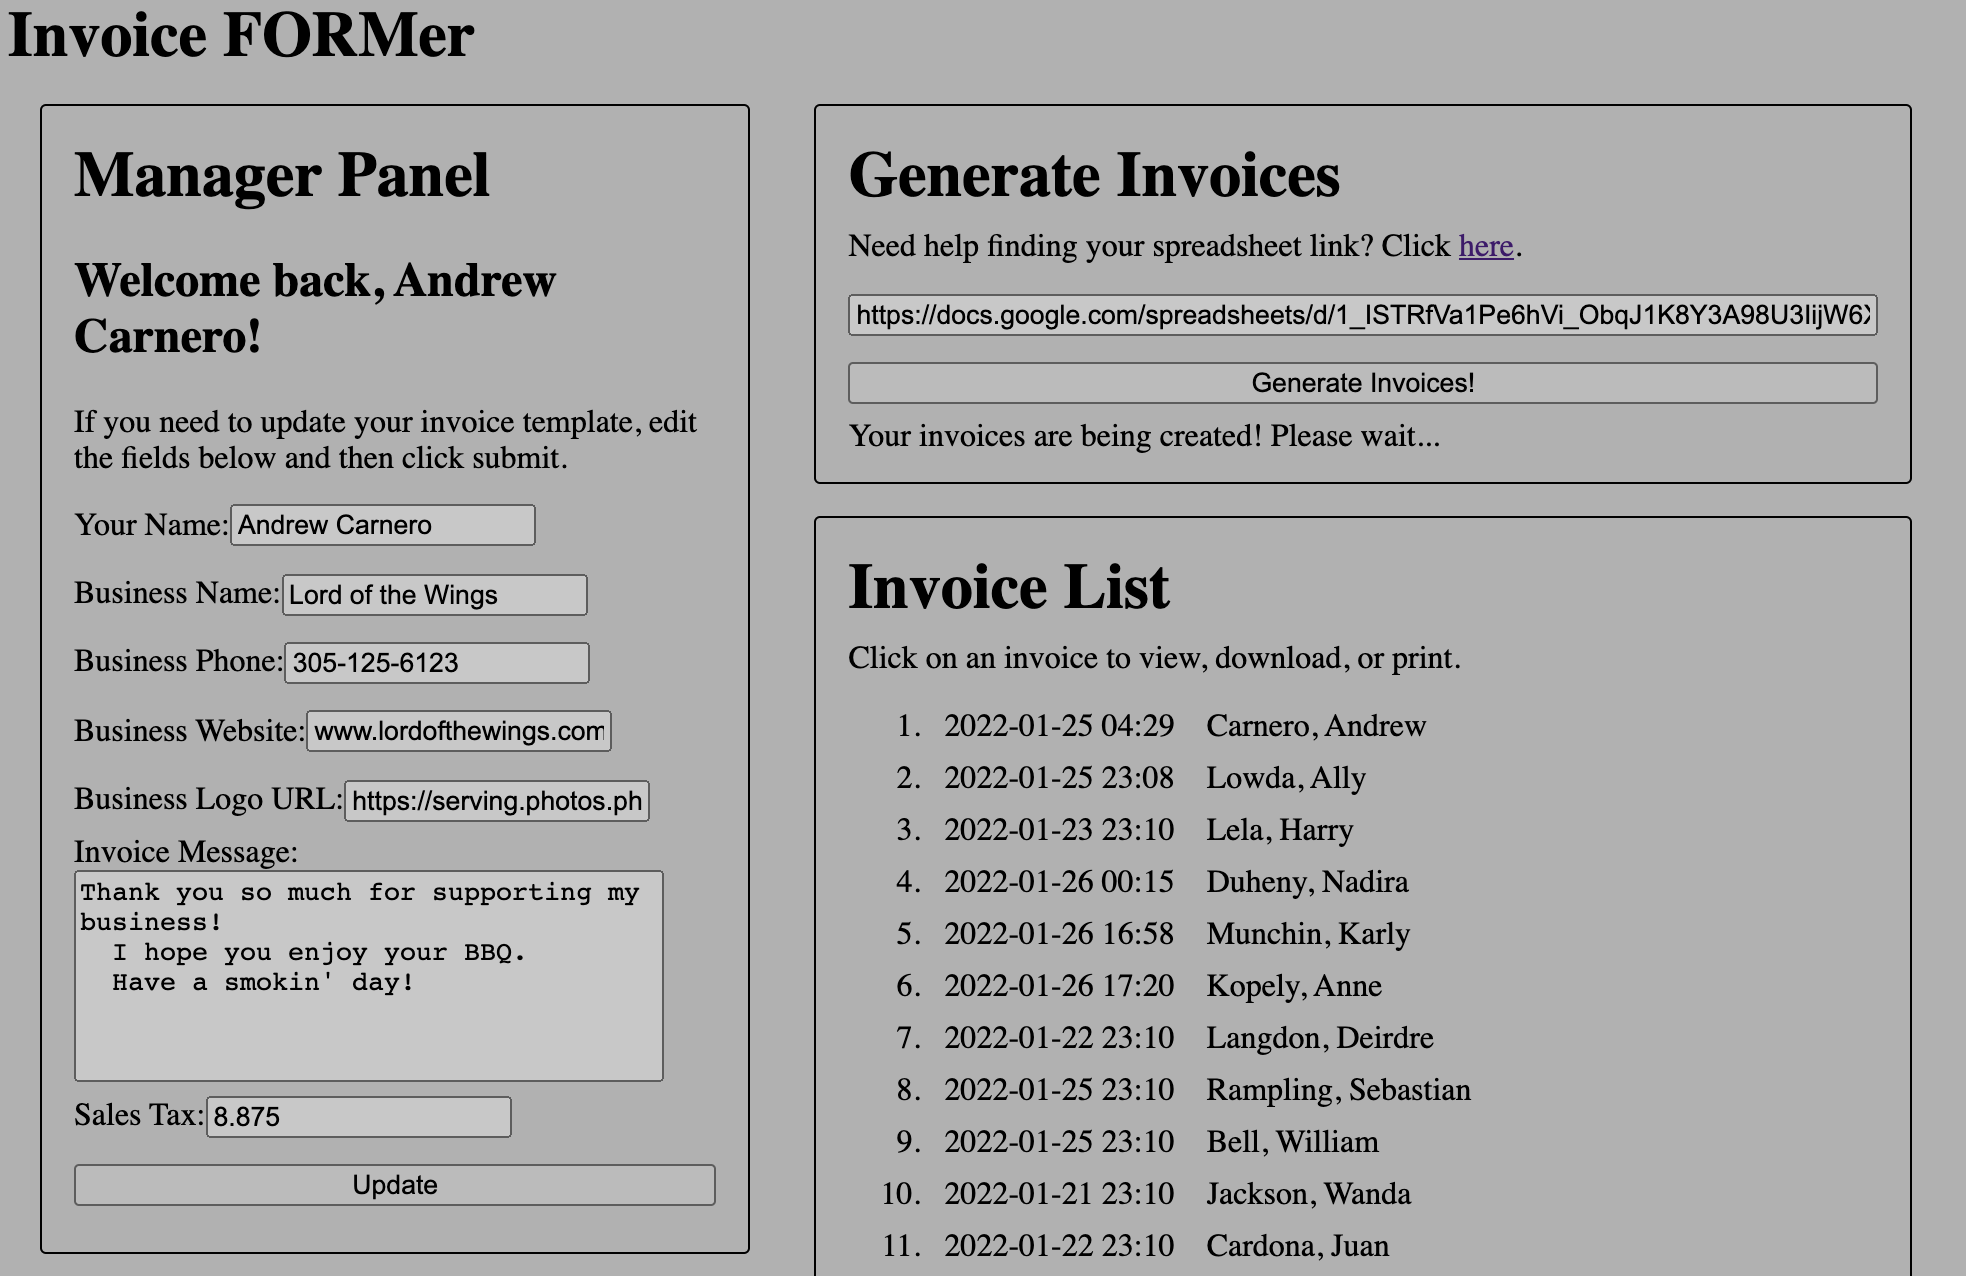 Invoice FORMer
Manager Panel
Welcome back, Andrew
Carnero!
If you need to update your invoice template, edit
the fields below and then click submit.
Your Name: Andrew Carnero
Business Name: Lord of the Wings
Business Phone: 305-125-6123
Business Website: www.lordofthewings.com
Business Logo URL: https://serving.photos.ph
Invoice Message:
Thank you so much for supporting my
business!
I hope you enjoy your BBQ.
Have a smokin' day!
Sales Tax: 8.875
Update
Generate Invoices
Need help finding your spreadsheet link? Click here.
https://docs.google.com/spreadsheets/d/1_ISTRfVa1Pe6hVi_ObqJ1K8Y3A98U3IijW6X
Generate Invoices!
Your invoices are being created! Please wait...
Invoice List
Click on an invoice to view, download, or print.
1. 2022-01-25 04:29 Carnero, Andrew
2. 2022-01-25 23:08 Lowda, Ally
3. 2022-01-23 23:10 Lela, Harry
4. 2022-01-26 00:15 Duheny, Nadira
5. 2022-01-26 16:58 Munchin, Karly
6. 2022-01-26 17:20 Kopely, Anne
7. 2022-01-22 23:10 Langdon, Deirdre
8. 2022-01-25 23:10 Rampling, Sebastian
9. 2022-01-25 23:10 Bell, William
10. 2022-01-21 23:10 Jackson, Wanda
11. 2022-01-22 23:10 Cardona, Juan